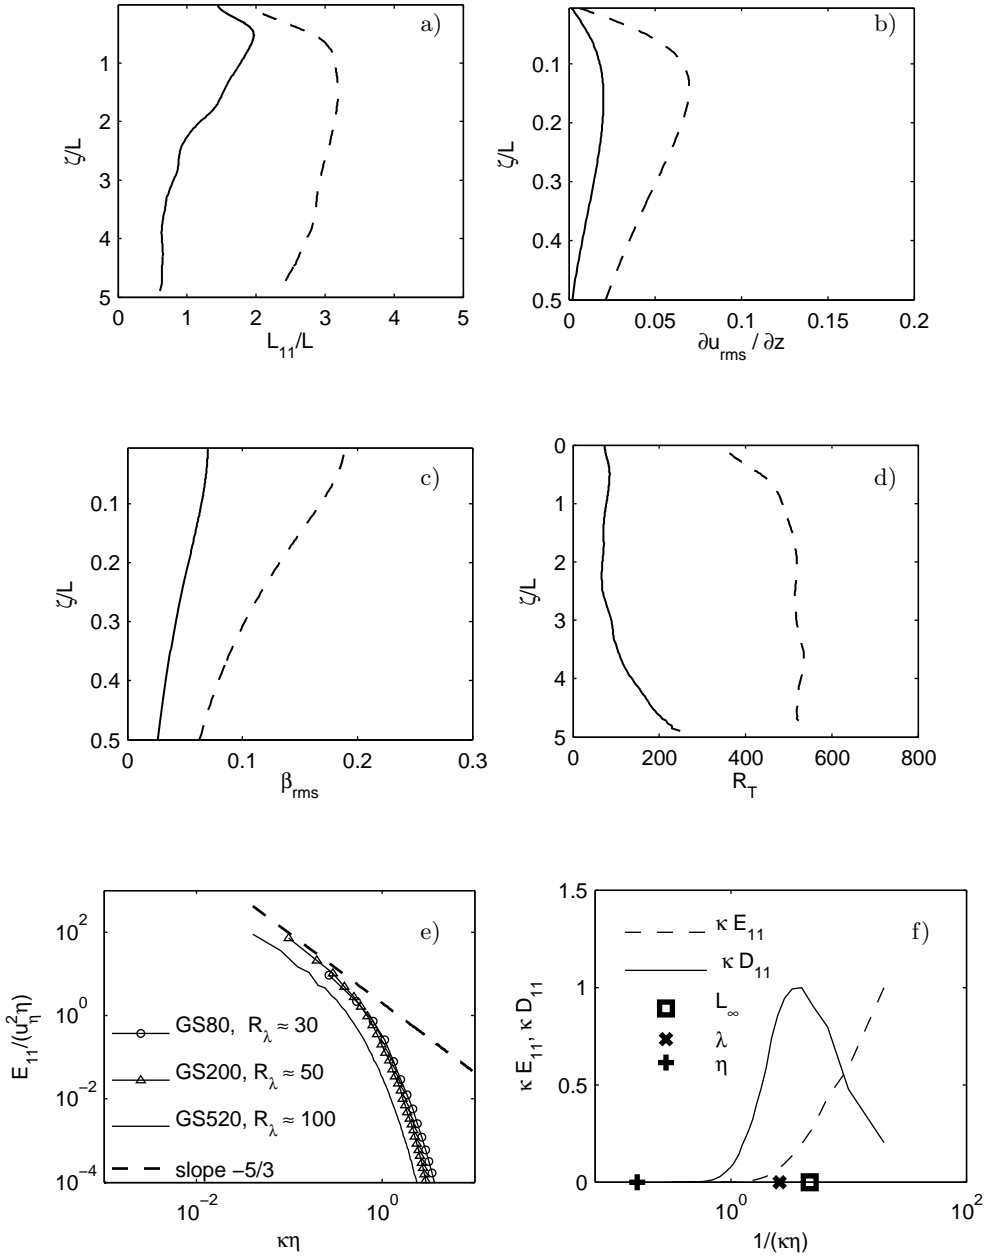 a)
1
2
3
4
5
ζ/L
0 1 2 3 4 5
L11/L
b)
0.1
0.2
0.3
0.4
0.5
ζ/L
0 0.05 0.1 0.15 0.2
∂urms / ∂z
c)
0.1
0.2
0.3
0.4
0.5
ζ/L
0 0.1 0.2 0.3
βrms
d)
0
1
2
3
4
5
ζ/L
0 200 400 600 800
RT
e)
10^2
10^0
10^−2
10^−4
E11/(uη^2η)
GS80, Rλ ≈ 30
GS200, Rλ ≈ 50
GS520, Rλ ≈ 100
slope −5/3
10^−2 10^0
κη
f)
1.5
1
0.5
0
κ E11, κ D11
κ E11
κ D11
L∞
λ
η
10^0 10^2
1/(κη)